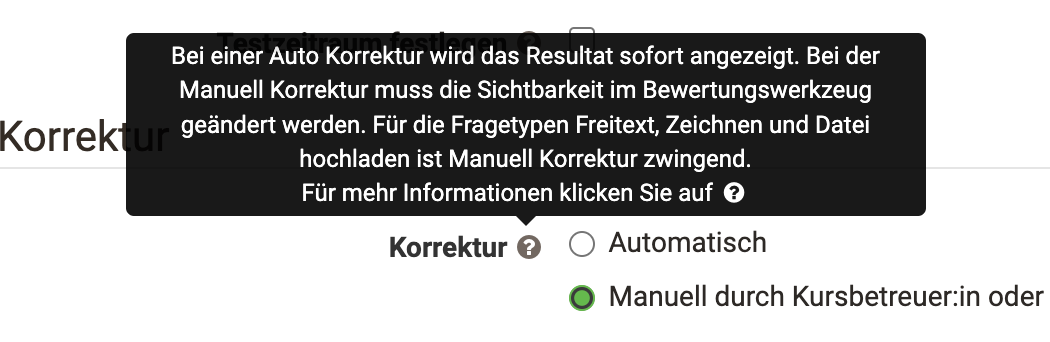 Testzeitraum festlegen
Bei einer Auto Korrektur wird das Resultat sofort angezeigt. Bei der
Manuell Korrektur muss die Sichtbarkeit im Bewertungswerkzeug
geändert werden. Für die Fragetypen Freitext, Zeichnen und Datei
hochladen ist Manuell Korrektur zwingend.
Für mehr Informationen klicken Sie auf ?
Korrektur
Korrektur ? Automatisch
Manuell durch Kursbetreuer:in oder